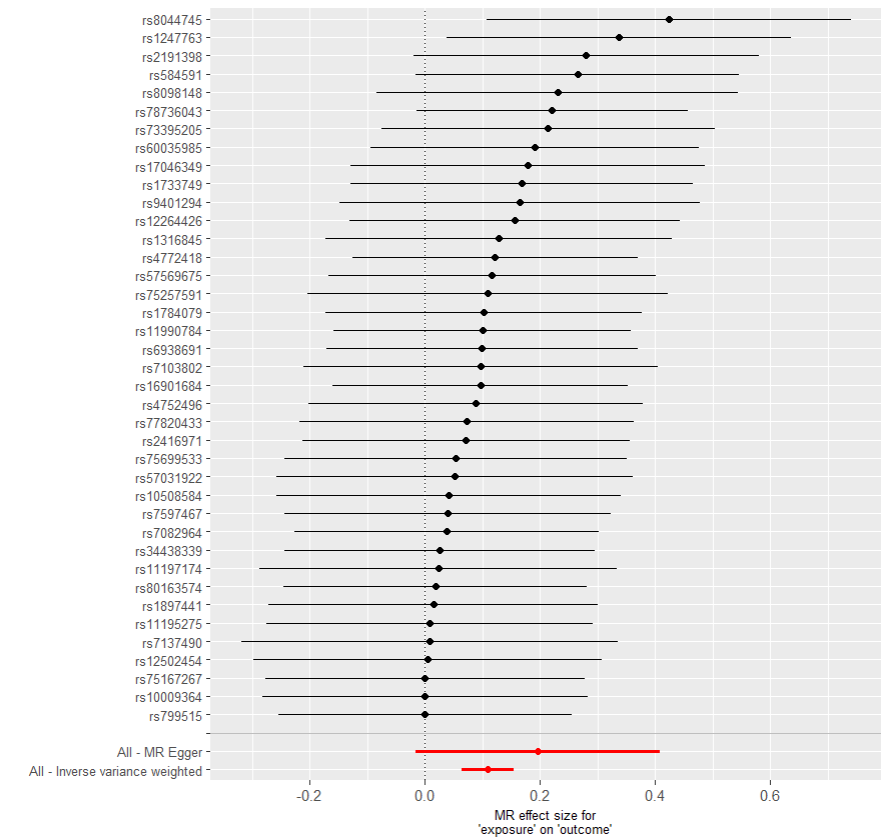 rs8044745
rs1247763
rs2191398
rs584591
rs8098148
rs78736043
rs73395205
rs60035985
rs17046349
rs1733749
rs9401294
rs12264426
rs1316845
rs4772418
rs57569675
rs75257591
rs1784079
rs11990784
rs6938691
rs7103802
rs16901684
rs4752496
rs77820433
rs2416971
rs75699533
rs57031922
rs10508584
rs7597467
rs7082964
rs34438339
rs11197174
rs80163574
rs1897441
rs11195275
rs7137490
rs12502454
rs75167267
rs10009364
rs799515
All - MR Egger
All - Inverse variance weighted
-0.2 0.0 0.2 0.4 0.6
MR effect size for
'exposure' on 'outcome'